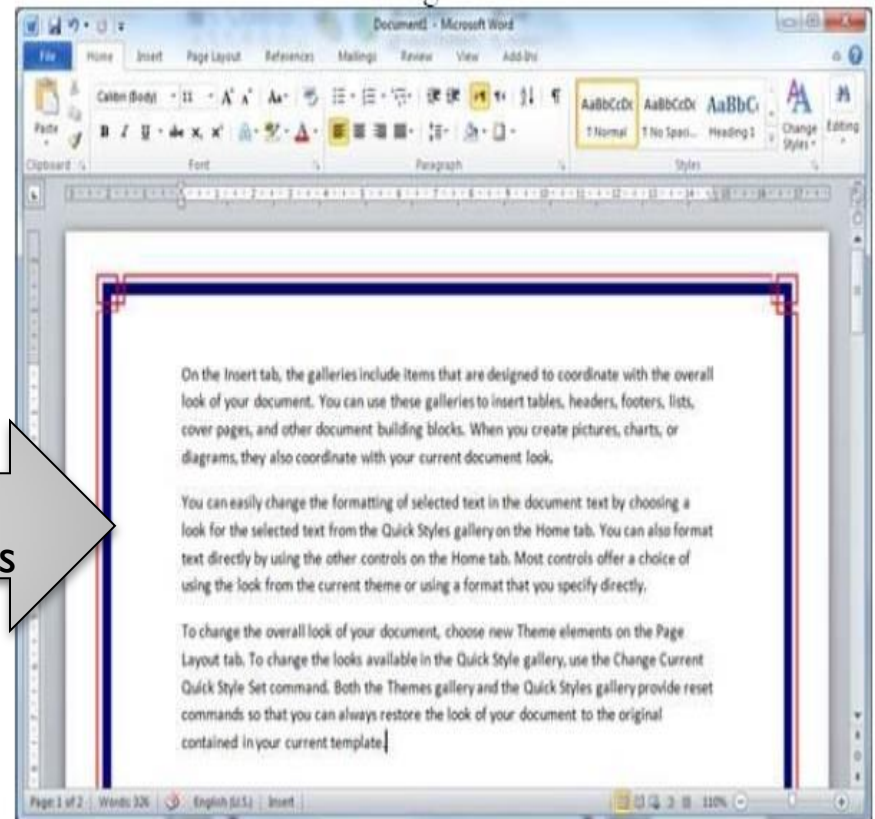 Document1 - Microsoft Word
File Home Insert Page Layout References Mailings Review View Add-Ins
Calibri (Body) 11 A A Aa
AaBbCcDc AaBbCcDc AaBbC
Paste B I U abc x, x² A Normal No Spaci... Heading 1 Change Styles Editing
Clipboard Font Paragraph Styles
On the Insert tab, the galleries include items that are designed to coordinate with the overall
look of your document. You can use these galleries to insert tables, headers, footers, lists,
cover pages, and other document building blocks. When you create pictures, charts, or
diagrams, they also coordinate with your current document look.
You can easily change the formatting of selected text in the document text by choosing a
look for the selected text from the Quick Styles gallery on the Home tab. You can also format
text directly by using the other controls on the Home tab. Most controls offer a choice of
using the look from the current theme or using a format that you specify directly.
s
To change the overall look of your document, choose new Theme elements on the Page
Layout tab. To change the looks available in the Quick Style gallery, use the Change Current
Quick Style Set command. Both the Themes gallery and the Quick Styles gallery provide reset
commands so that you can always restore the look of your document to the original
contained in your current template.
Page: 1 of 2 Words: 326 English (U.S.) Insert 110%